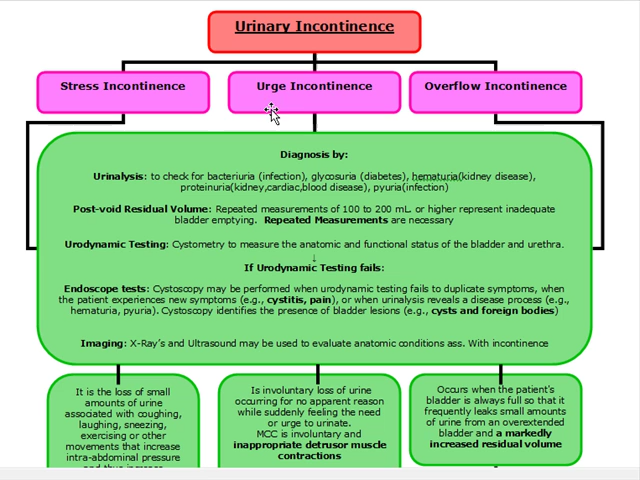 Urinary Incontinence
Stress Incontinence
Urge Incontinence
Overflow Incontinence
Diagnosis by:
Urinalysis: to check for bacteriuria (infection), glycosuria (diabetes), hematuria(kidney disease),
proteinuria(kidney,cardiac,blood disease), pyuria(infection)
Post-void Residual Volume: Repeated measurements of 100 to 200 mL or higher represent inadequate
bladder emptying. Repeated Measurements are necessary
Urodynamic Testing: Cystometry to measure the anatomic and functional status of the bladder and urethra.
↓
If Urodynamic Testing fails:
Endoscope tests: Cystoscopy may be performed when urodynamic testing fails to duplicate symptoms, when
the patient experiences new symptoms (e.g., cystitis, pain), or when urinalysis reveals a disease process (e.g.,
hematuria, pyuria). Cystoscopy identifies the presence of bladder lesions (e.g., cysts and foreign bodies)
Imaging: X-Ray's and Ultrasound may be used to evaluate anatomic conditions ass. With incontinence
It is the loss of small
amounts of urine
associated with coughing,
laughing, sneezing,
exercising or other
movements that increase
intra-abdominal pressure
and thus increase
Is involuntary loss of urine
occurring for no apparent reason
while suddenly feeling the need
or urge to urinate.
MCC is involuntary and
inappropriate detrusor muscle
contractions
Occurs when the patient's
bladder is always full so that it
frequently leaks small amounts
of urine from an overextended
bladder and a markedly
increased residual volume